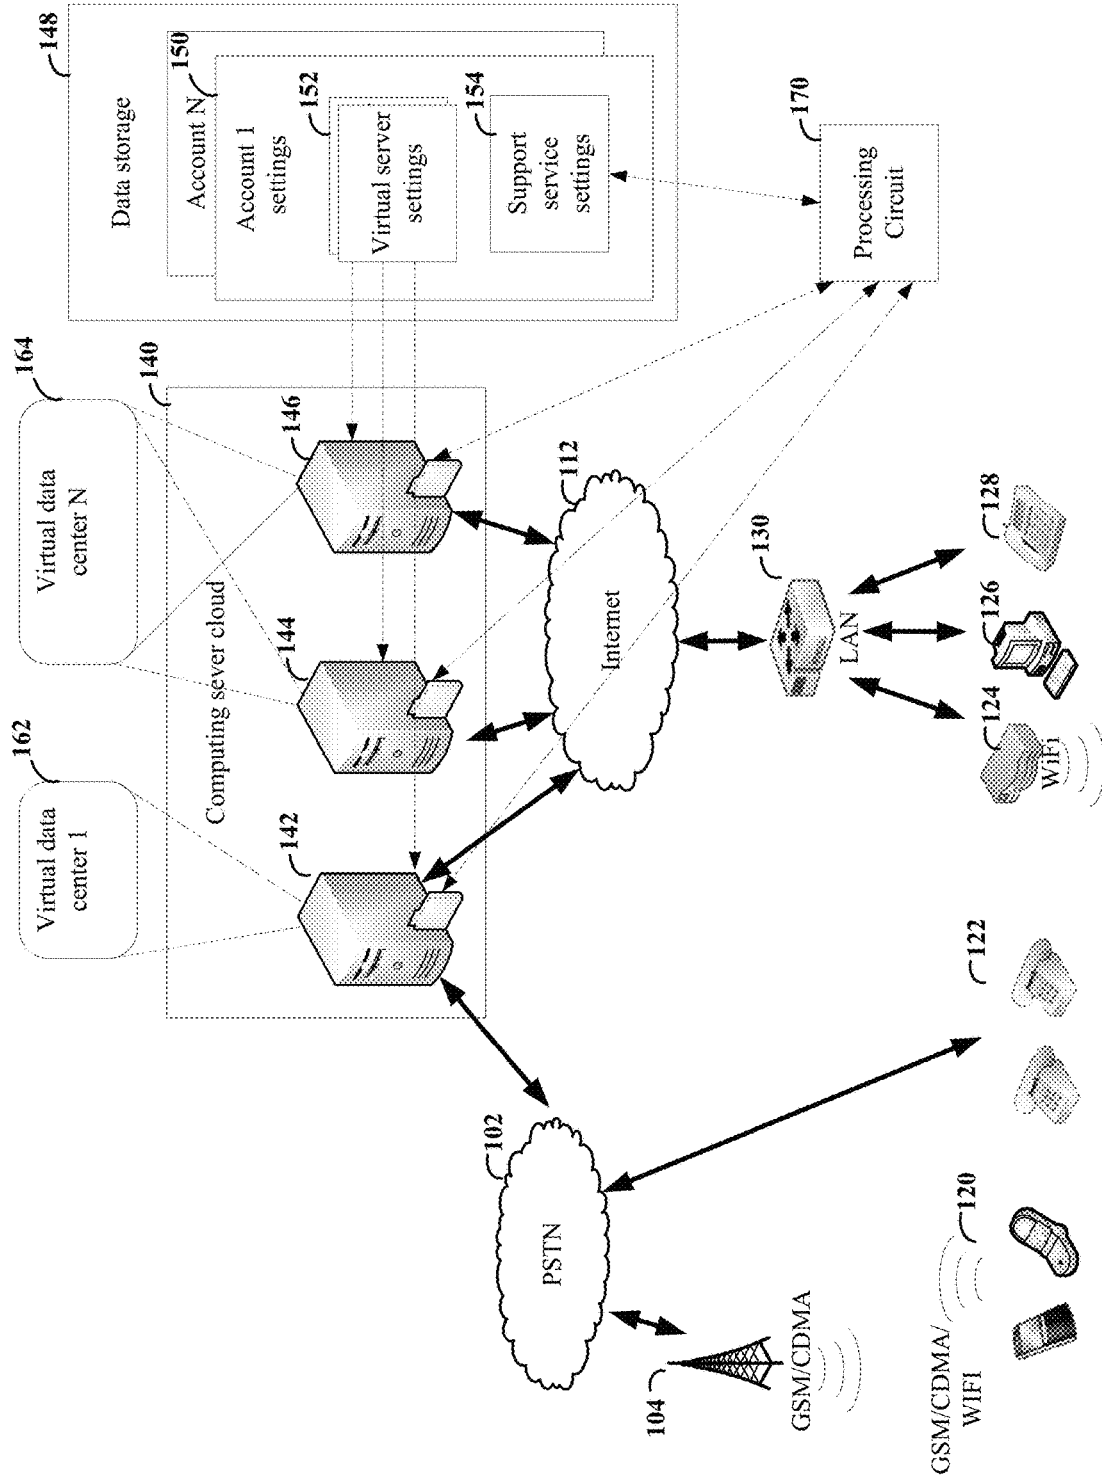 162
Virtual data
center 1
164
Virtual data
center N
148
Data storage
150
Account N
Account 1
settings
152
Virtual server
settings
154
Support
service
settings
140
Computing sever cloud
142
144
146
170
Processing
Circuit
102
PSTN
112
Internet
104
GSM/CDMA
130
LAN
120
GSM/CDMA/
WIFI
122
124
WiFi
126
128